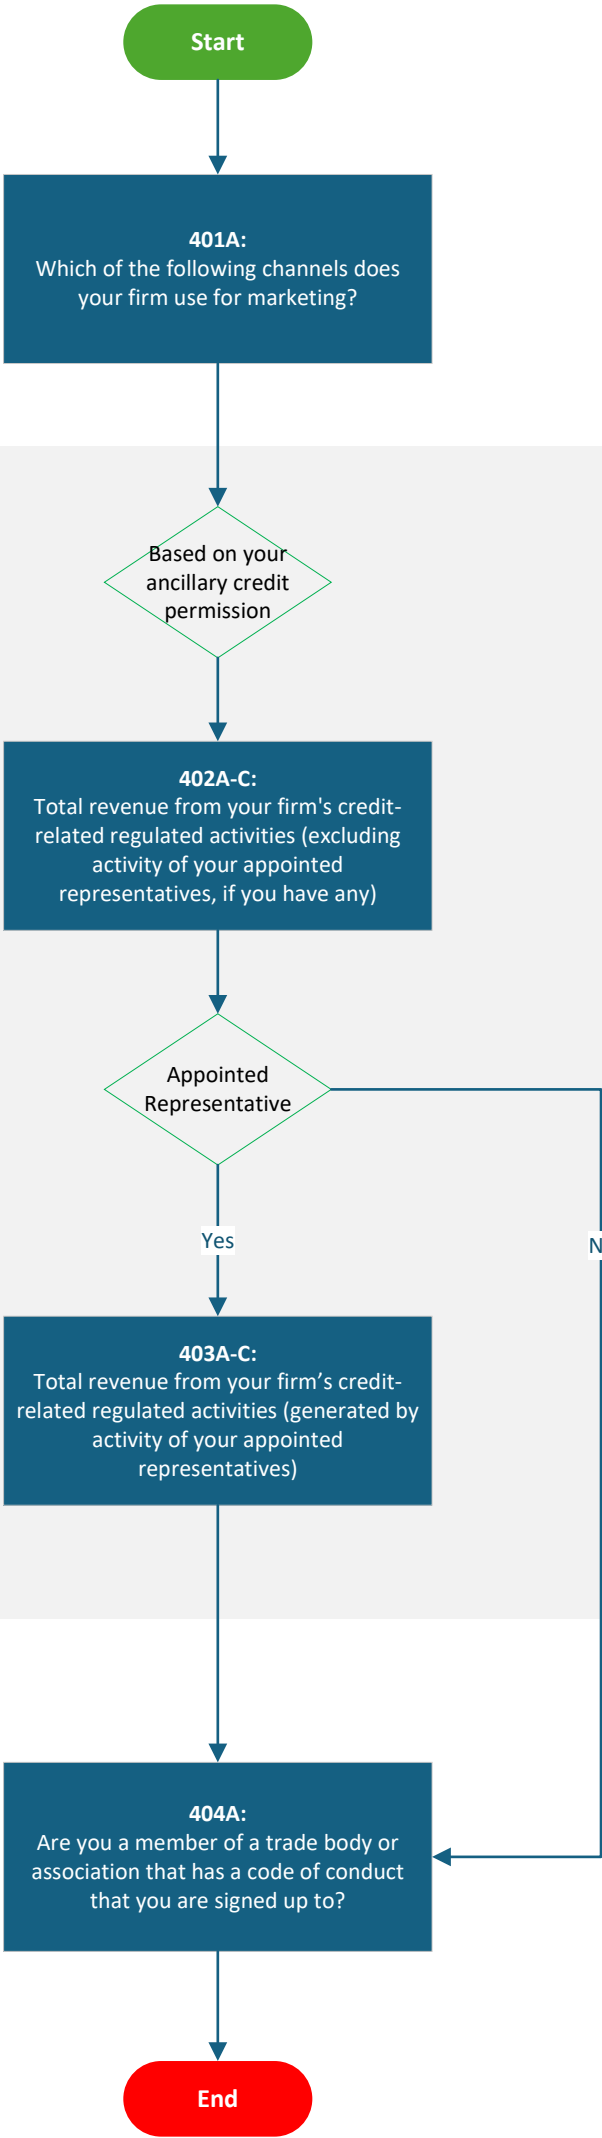 Start
401A:
Which of the following channels does
your firm use for marketing?
Based on your
ancillary credit
permission
402A-C:
Total revenue from your firm's credit-
related regulated activities (excluding
activity of your appointed
representatives, if you have any)
Appointed
Representative
Yes
N
403A-C:
Total revenue from your firm’s credit-
related regulated activities (generated by
activity of your appointed
representatives)
404A:
Are you a member of a trade body or
association that has a code of conduct
that you are signed up to?
End